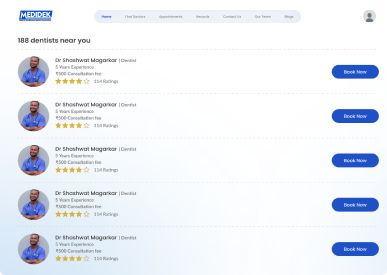 MEDIDEK
Home Find Doctors Appointments Records Contact Us Our Team Blogs
188 dentists near you
Dr Shashwat Magarkar | Dentist
5 Years Experience
₹500 Consultation Fee
114 Ratings
Book Now
Dr Shashwat Magarkar | Dentist
5 Years Experience
₹500 Consultation Fee
114 Ratings
Book Now
Dr Shashwat Magarkar | Dentist
5 Years Experience
₹500 Consultation Fee
114 Ratings
Book Now
Dr Shashwat Magarkar | Dentist
5 Years Experience
₹500 Consultation Fee
114 Ratings
Book Now
Dr Shashwat Magarkar | Dentist
5 Years Experience
₹500 Consultation Fee
114 Ratings
Book Now